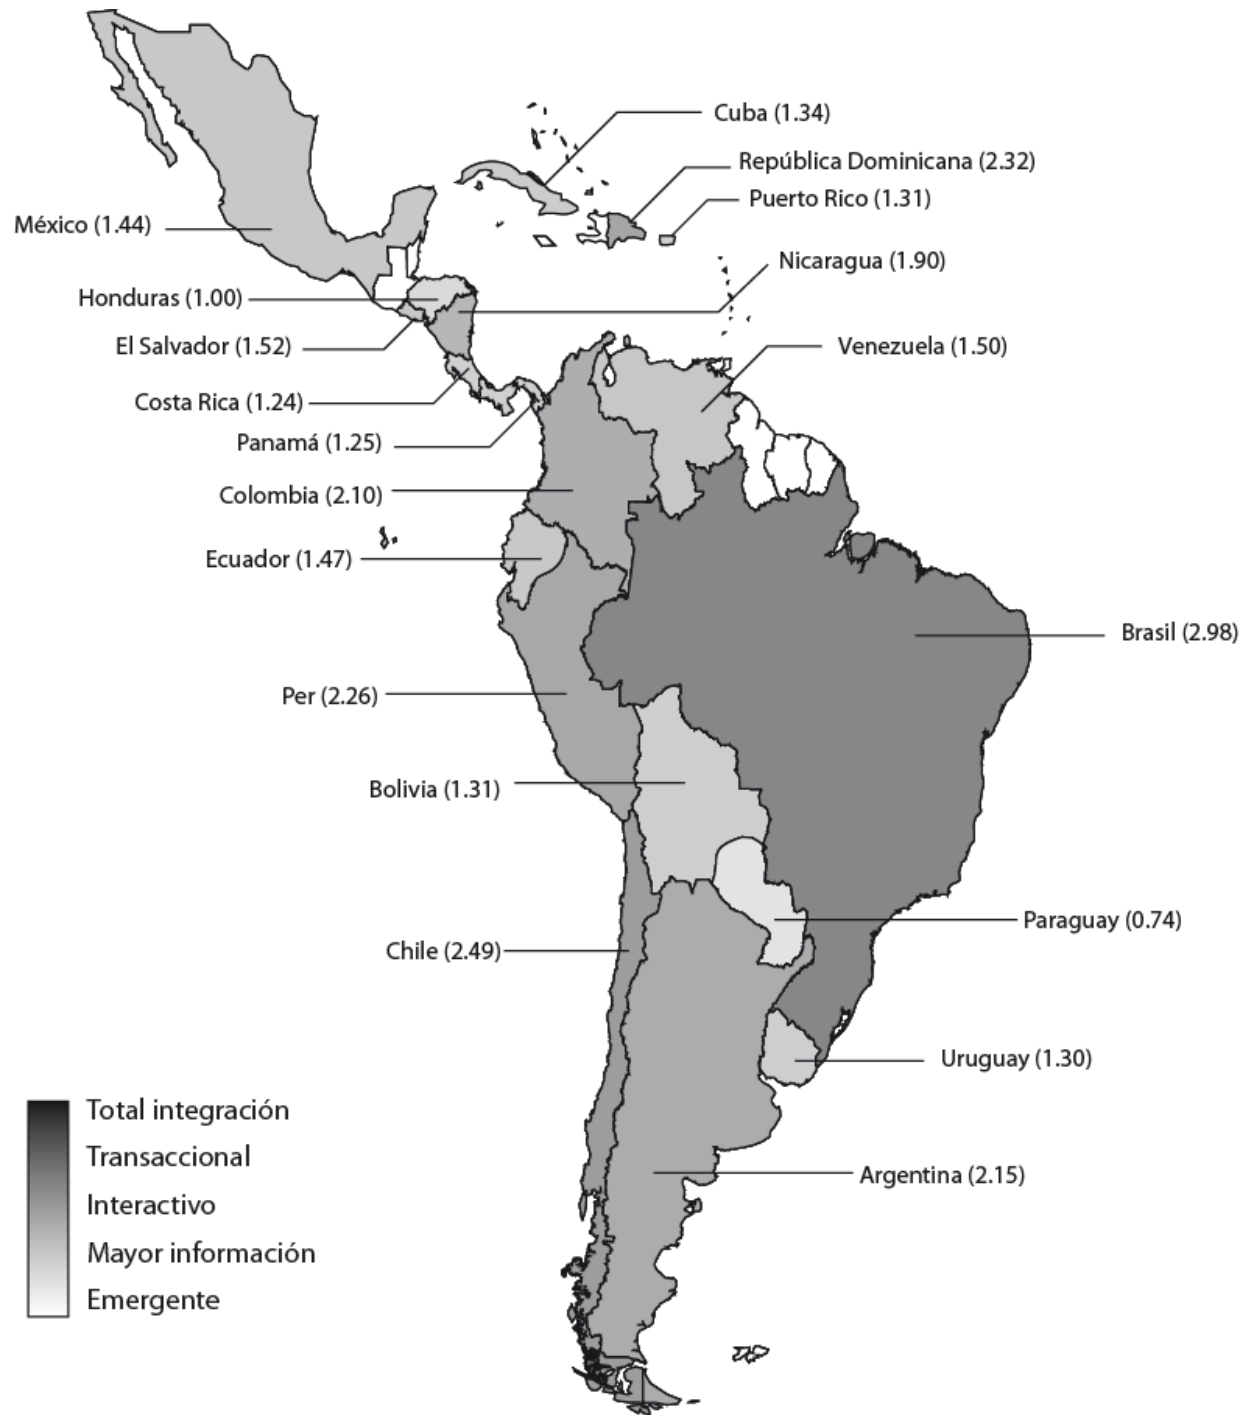 Cuba (1.34)
República Dominicana (2.32)
Puerto Rico (1.31)
México (1.44)
Nicaragua (1.90)
Honduras (1.00)
El Salvador (1.52)
Venezuela (1.50)
Costa Rica (1.24)
Panamá (1.25)
Colombia (2.10)
Ecuador (1.47)
Brasil (2.98)
Per (2.26)
Bolivia (1.31)
Paraguay (0.74)
Chile (2.49)
Uruguay (1.30)
Argentina (2.15)
Total integración
Transaccional
Interactivo
Mayor información
Emergente